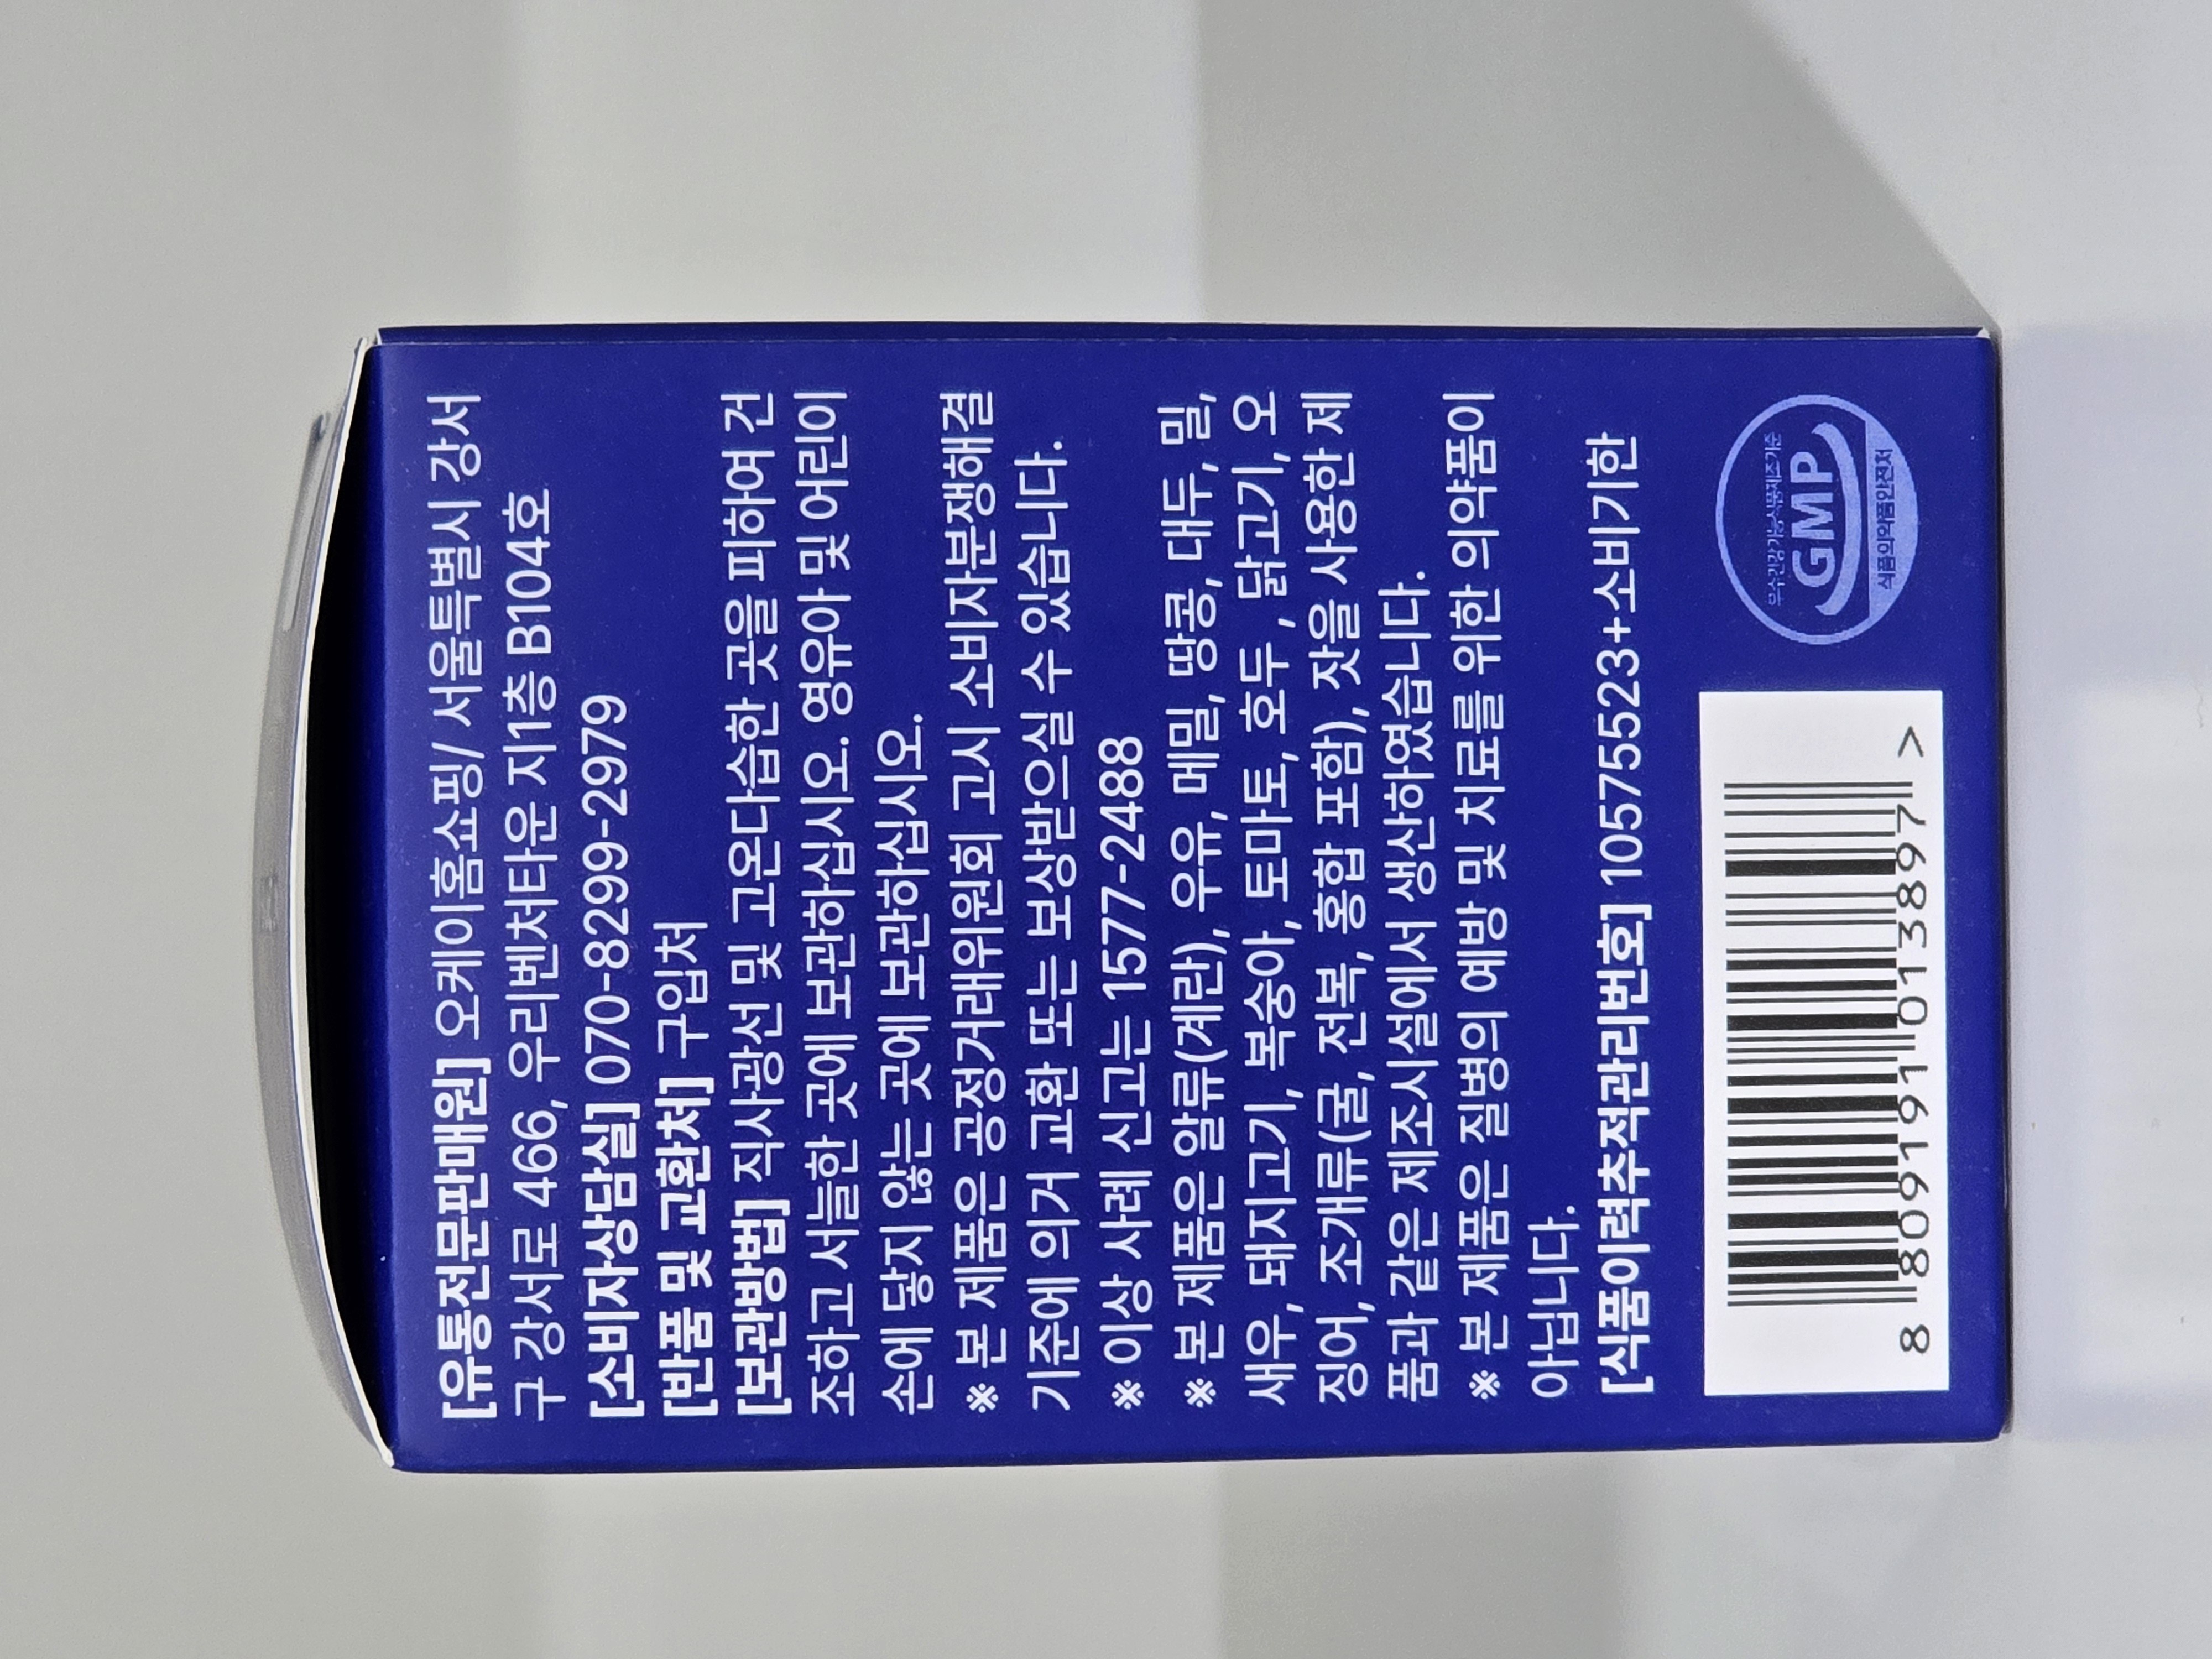 [유통전문판매원] 오케이홈쇼핑/ 서울특별시 강서
구 강서로 466, 우리벤처타운 지1층 B104호
[소비자상담실] 070-8299-2979
[반품 및 교환처] 구입처
[보관방법] 직사광선 및 고온다습한 곳을 피하여 건
조하고 서늘한 곳에 보관하십시오. 영유아 및 어린이
손에 닿지 않는 곳에 보관하십시오.
※ 본 제품은 공정거래위원회 고시 소비자분쟁해결
기준에 의거 교환 또는 보상받으실 수 있습니다.
※ 이상 사례 신고는 1577-2488
※ 본 제품은 알류(계란), 우유, 메밀, 땅콩, 대두, 밀,
새우, 돼지고기, 복숭아, 토마토, 호두 , 닭고기, 오
징어, 조개류(굴, 전복, 홍합 포함), 잣을 사용한 제
품과 같은 제조시설에서 생산하였습니다.
※ 본 제품은 질병의 예방 및 치료를 위한 의약품이
아닙니다.
[식품이력추적관리번호] 10575523+소비기한
8 809191 013897 >
우수건강기능식품제조기준
GMP
식품의약품안전처